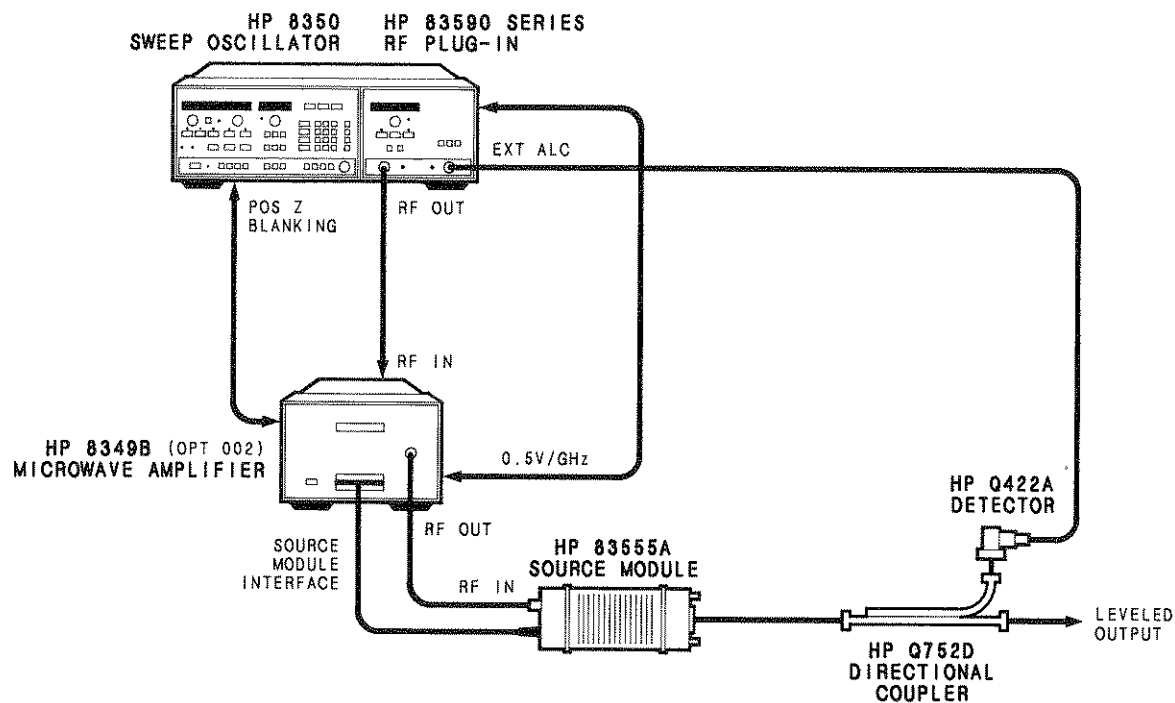 HP 8350
SWEEP OSCILLATOR
HP 83590 SERIES
RF PLUG-IN
EXT ALC
POS Z
BLANKING
RF OUT
RF IN
HP 8349B (OPT 002)
MICROWAVE AMPLIFIER
0.5V/GHz
HP Q422A
DETECTOR
RF OUT
SOURCE
MODULE
INTERFACE
HP 83555A
SOURCE MODULE
RF IN
LEVELED
OUTPUT
HP Q752D
DIRECTIONAL
COUPLER